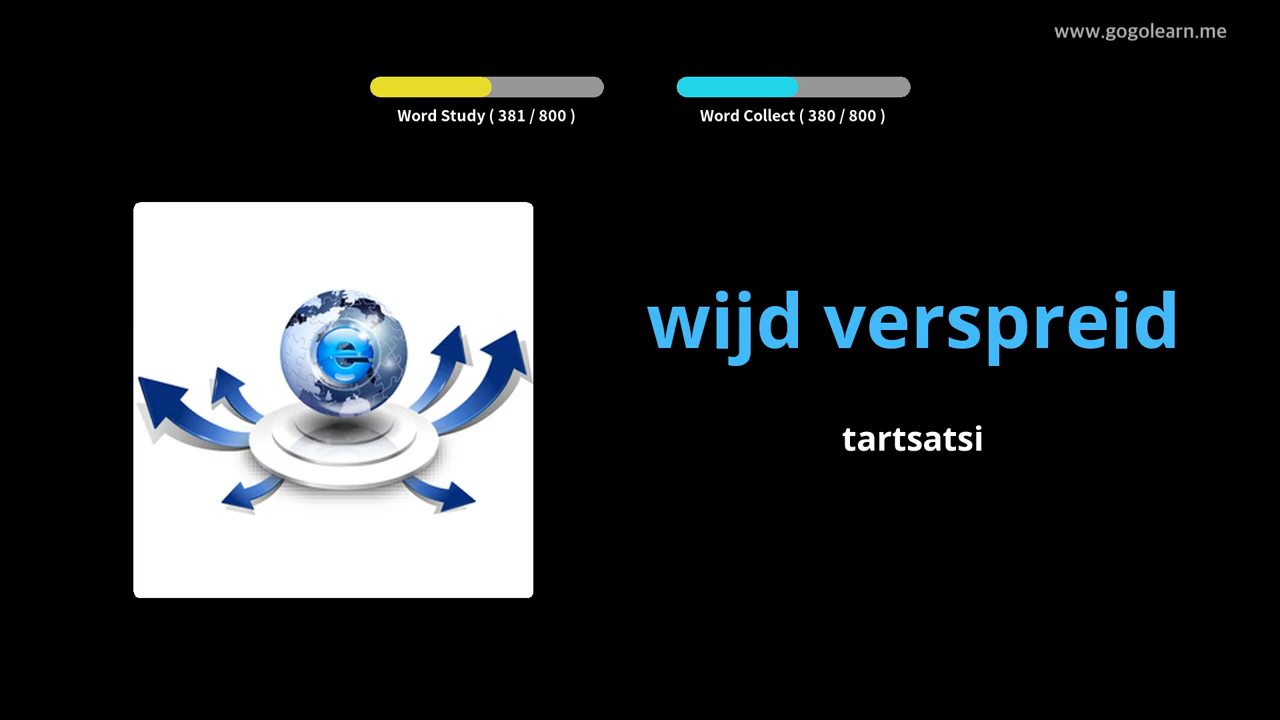 www.gogolearn.me
Word Study ( 381 / 800 )
Word Collect ( 380 / 800 )
e
wijd verspreid
tartsatsi